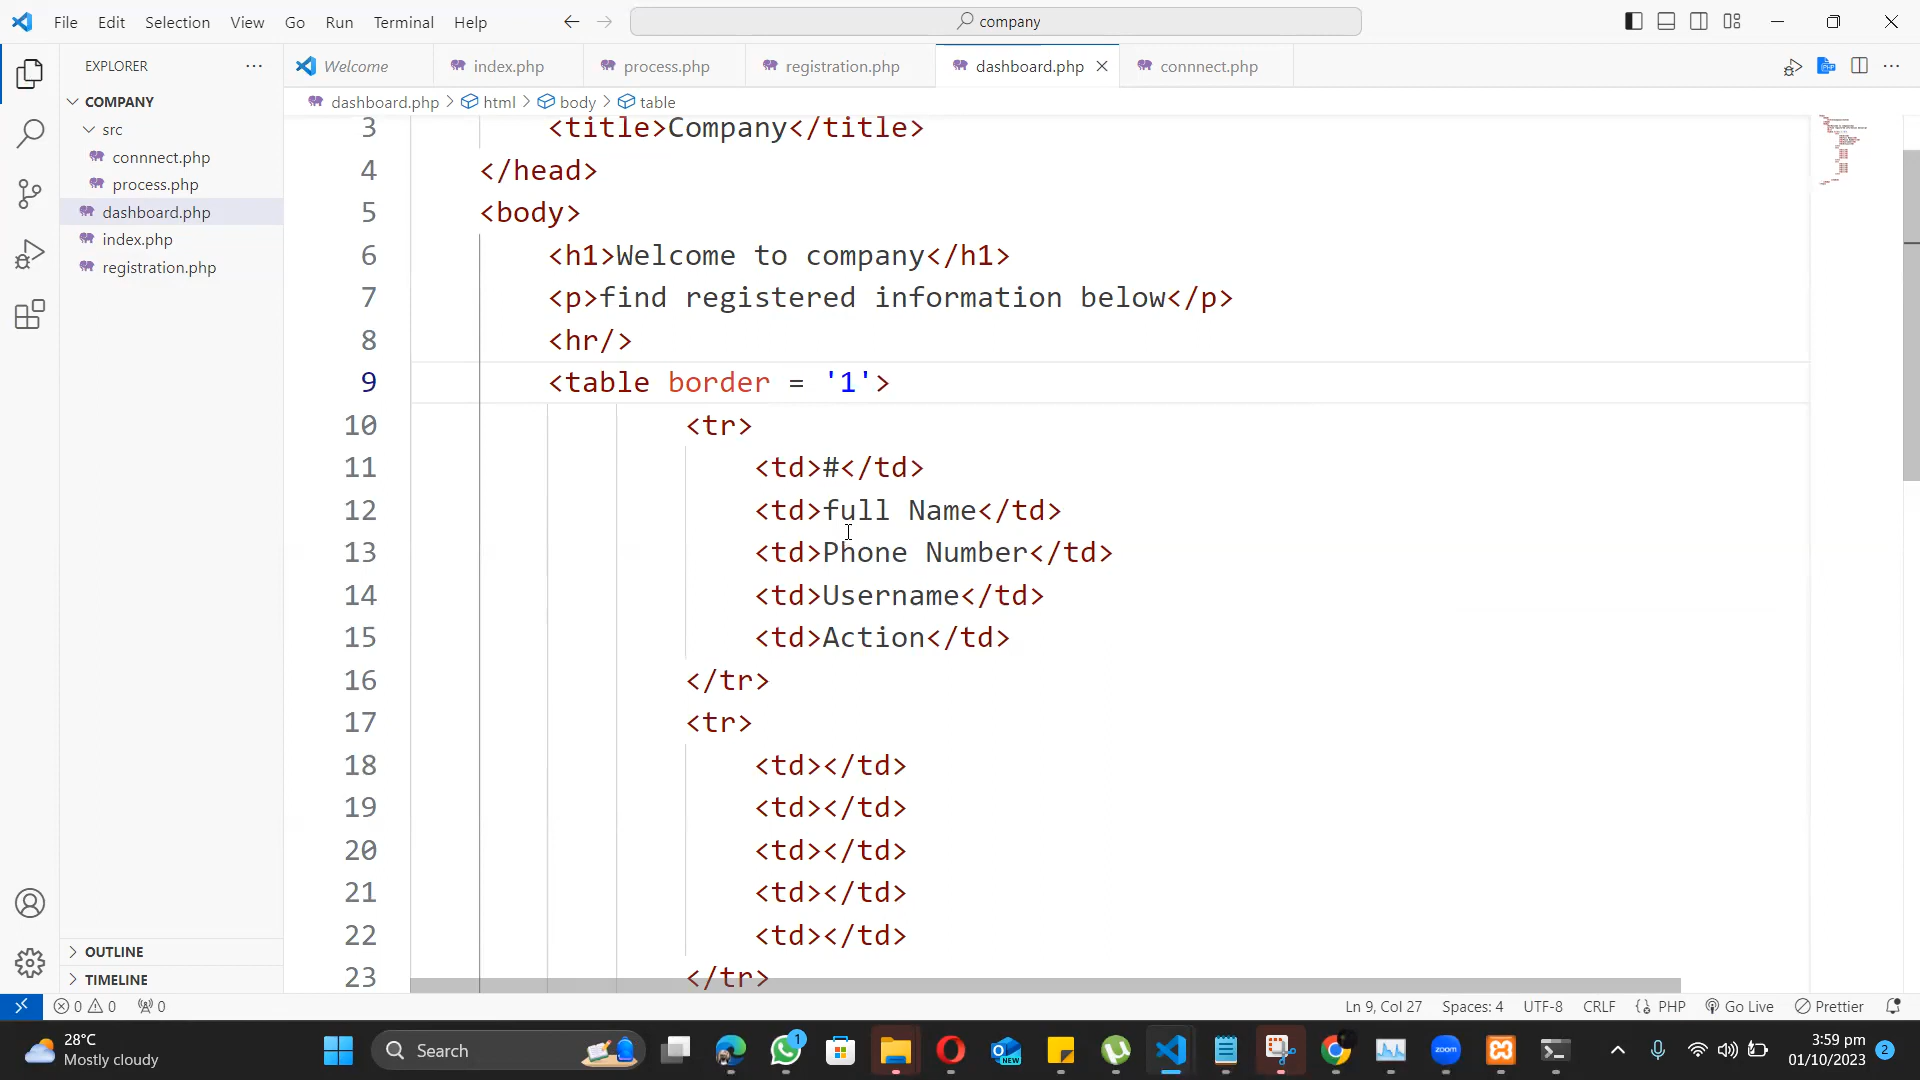 File Edit Selection View Go Run Terminal Help
company
EXPLORER
COMPANY
src
connnect.php
process.php
dashboard.php
index.php
registration.php
OUTLINE
TIMELINE
Welcome index.php process.php registration.php dashboard.php connnect.php
dashboard.php > html > body > table
3 <title>Company</title>
4 </head>
5 <body>
6 <h1>Welcome to company</h1>
7 <p>find registered information below</p>
8 <hr/>
9 <table border = '1'>
10 <tr>
11 <td>#</td>
12 <td>full Name</td>
13 <td>Phone Number</td>
14 <td>Username</td>
15 <td>Action</td>
16 </tr>
17 <tr>
18 <td></td>
19 <td></td>
20 <td></td>
21 <td></td>
22 <td></td>
23 </tr>
0 0 0 Ln 9, Col 27 Spaces: 4 UTF-8 CRLF PHP Go Live Prettier
28°C
Mostly cloudy
Search
1
NEW
zoom
3:59 pm
01/10/2023
2